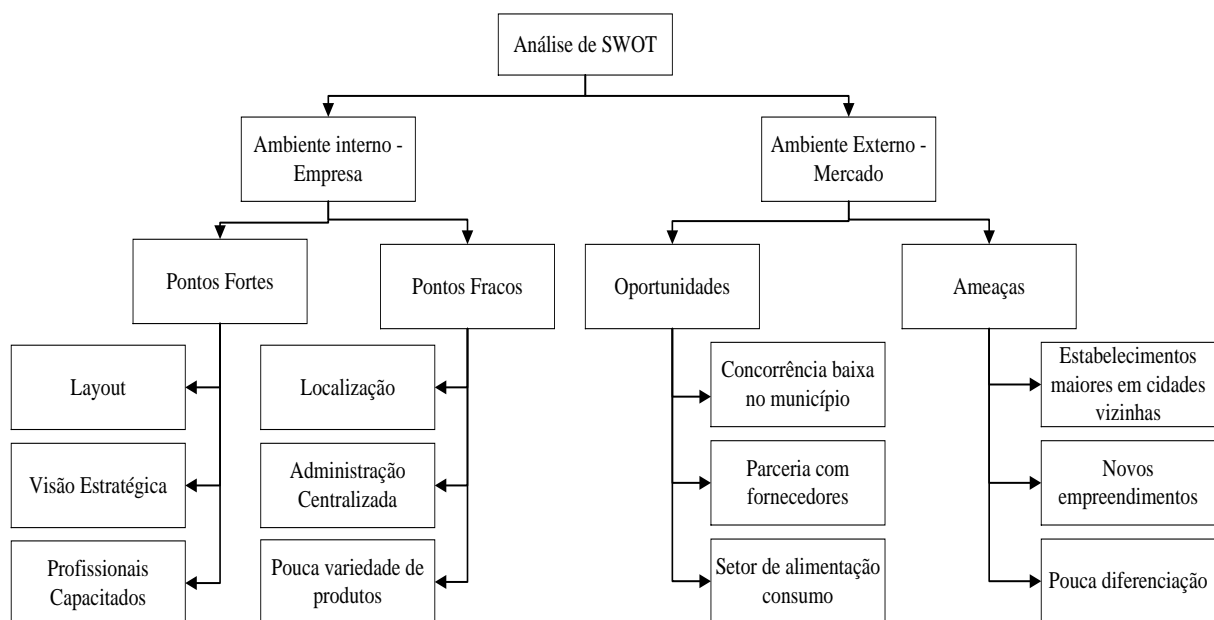 Análise de SWOT
Ambiente interno -
Empresa
Ambiente Externo -
Mercado
Pontos Fortes
Pontos Fracos
Oportunidades
Ameaças
Layout
Visão Estratégica
Profissionais
Capacitados
Localização
Administração
Centralizada
Pouca variedade de
produtos
Concorrência baixa
no município
Parceria com
fornecedores
Setor de alimentação
consumo
Estabelecimentos
maiores em cidades
vizinhas
Novos
empreendimentos
Pouca diferenciação